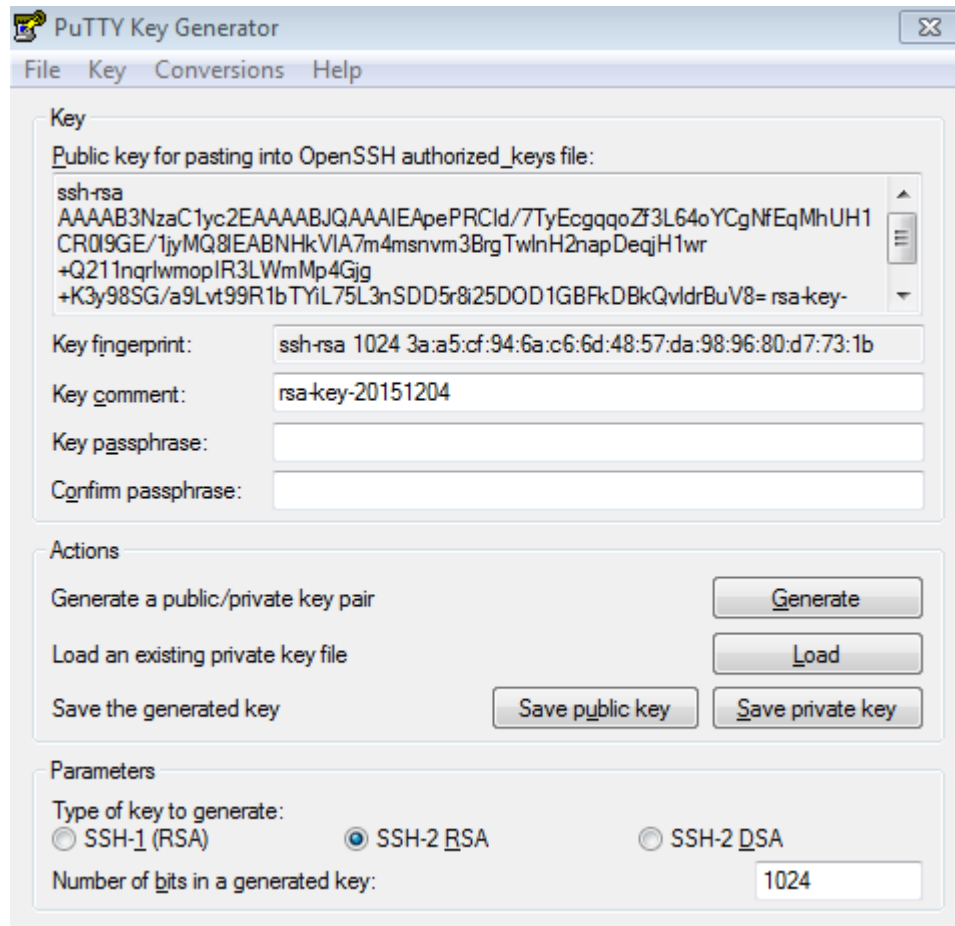 PuTTY Key Generator
File Key Conversions Help
Key
Public key for pasting into OpenSSH authorized_keys file:
ssh-rsa
AAAAB3NzaC1yc2EAAAABJQAAAIEApePRCld/7TyEcgqqoZf3L64oYCgNfEqMhUH1
CR0l9GE/1jyMQ8lEABNHkVIA7m4msnvm3BrgTwlnH2napDeqjH1wr
+Q211nqrlwmopIR3LWmMp4Gjg
+K3y98SG/a9Lvt99R1bTYiL75L3nSDD5r8i25DOD1GBFkDBkQvldrBuV8= rsa-key-
Key fingerprint: ssh-rsa 1024 3a:a5:cf:94:6a:c6:6d:48:57:da:98:96:80:d7:73:1b
Key comment: rsa-key-20151204
Key passphrase:
Confirm passphrase:
Actions
Generate a public/private key pair Generate
Load an existing private key file Load
Save the generated key Save public key Save private key
Parameters
Type of key to generate:
SSH-1 (RSA) SSH-2 RSA SSH-2 DSA
Number of bits in a generated key: 1024